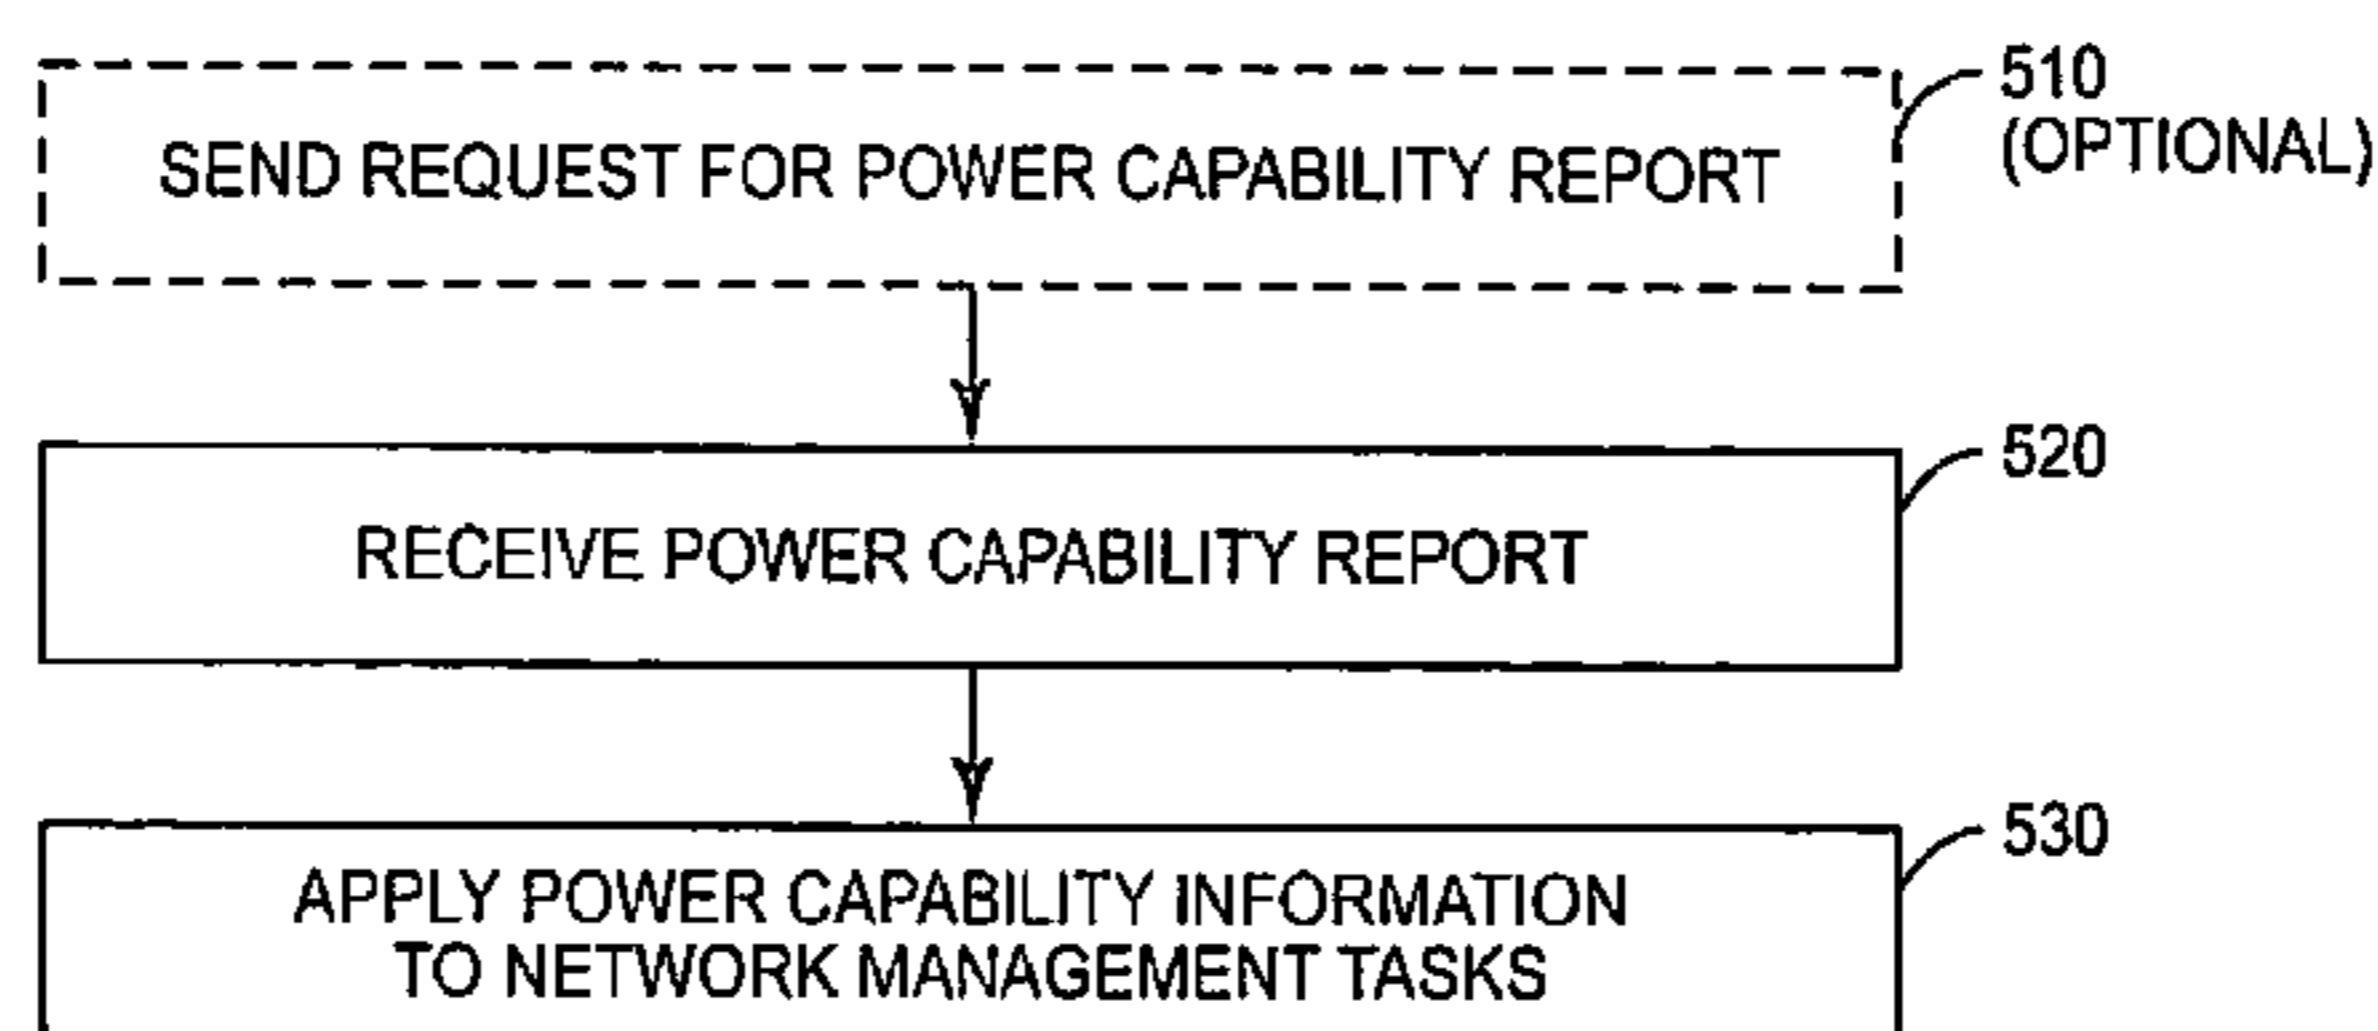 510
(OPTIONAL)
SEND REQUEST FOR POWER CAPABILITY REPORT
520
RECEIVE POWER CAPABILITY REPORT
530
APPLY POWER CAPABILITY INFORMATION
TO NETWORK MANAGEMENT TASKS